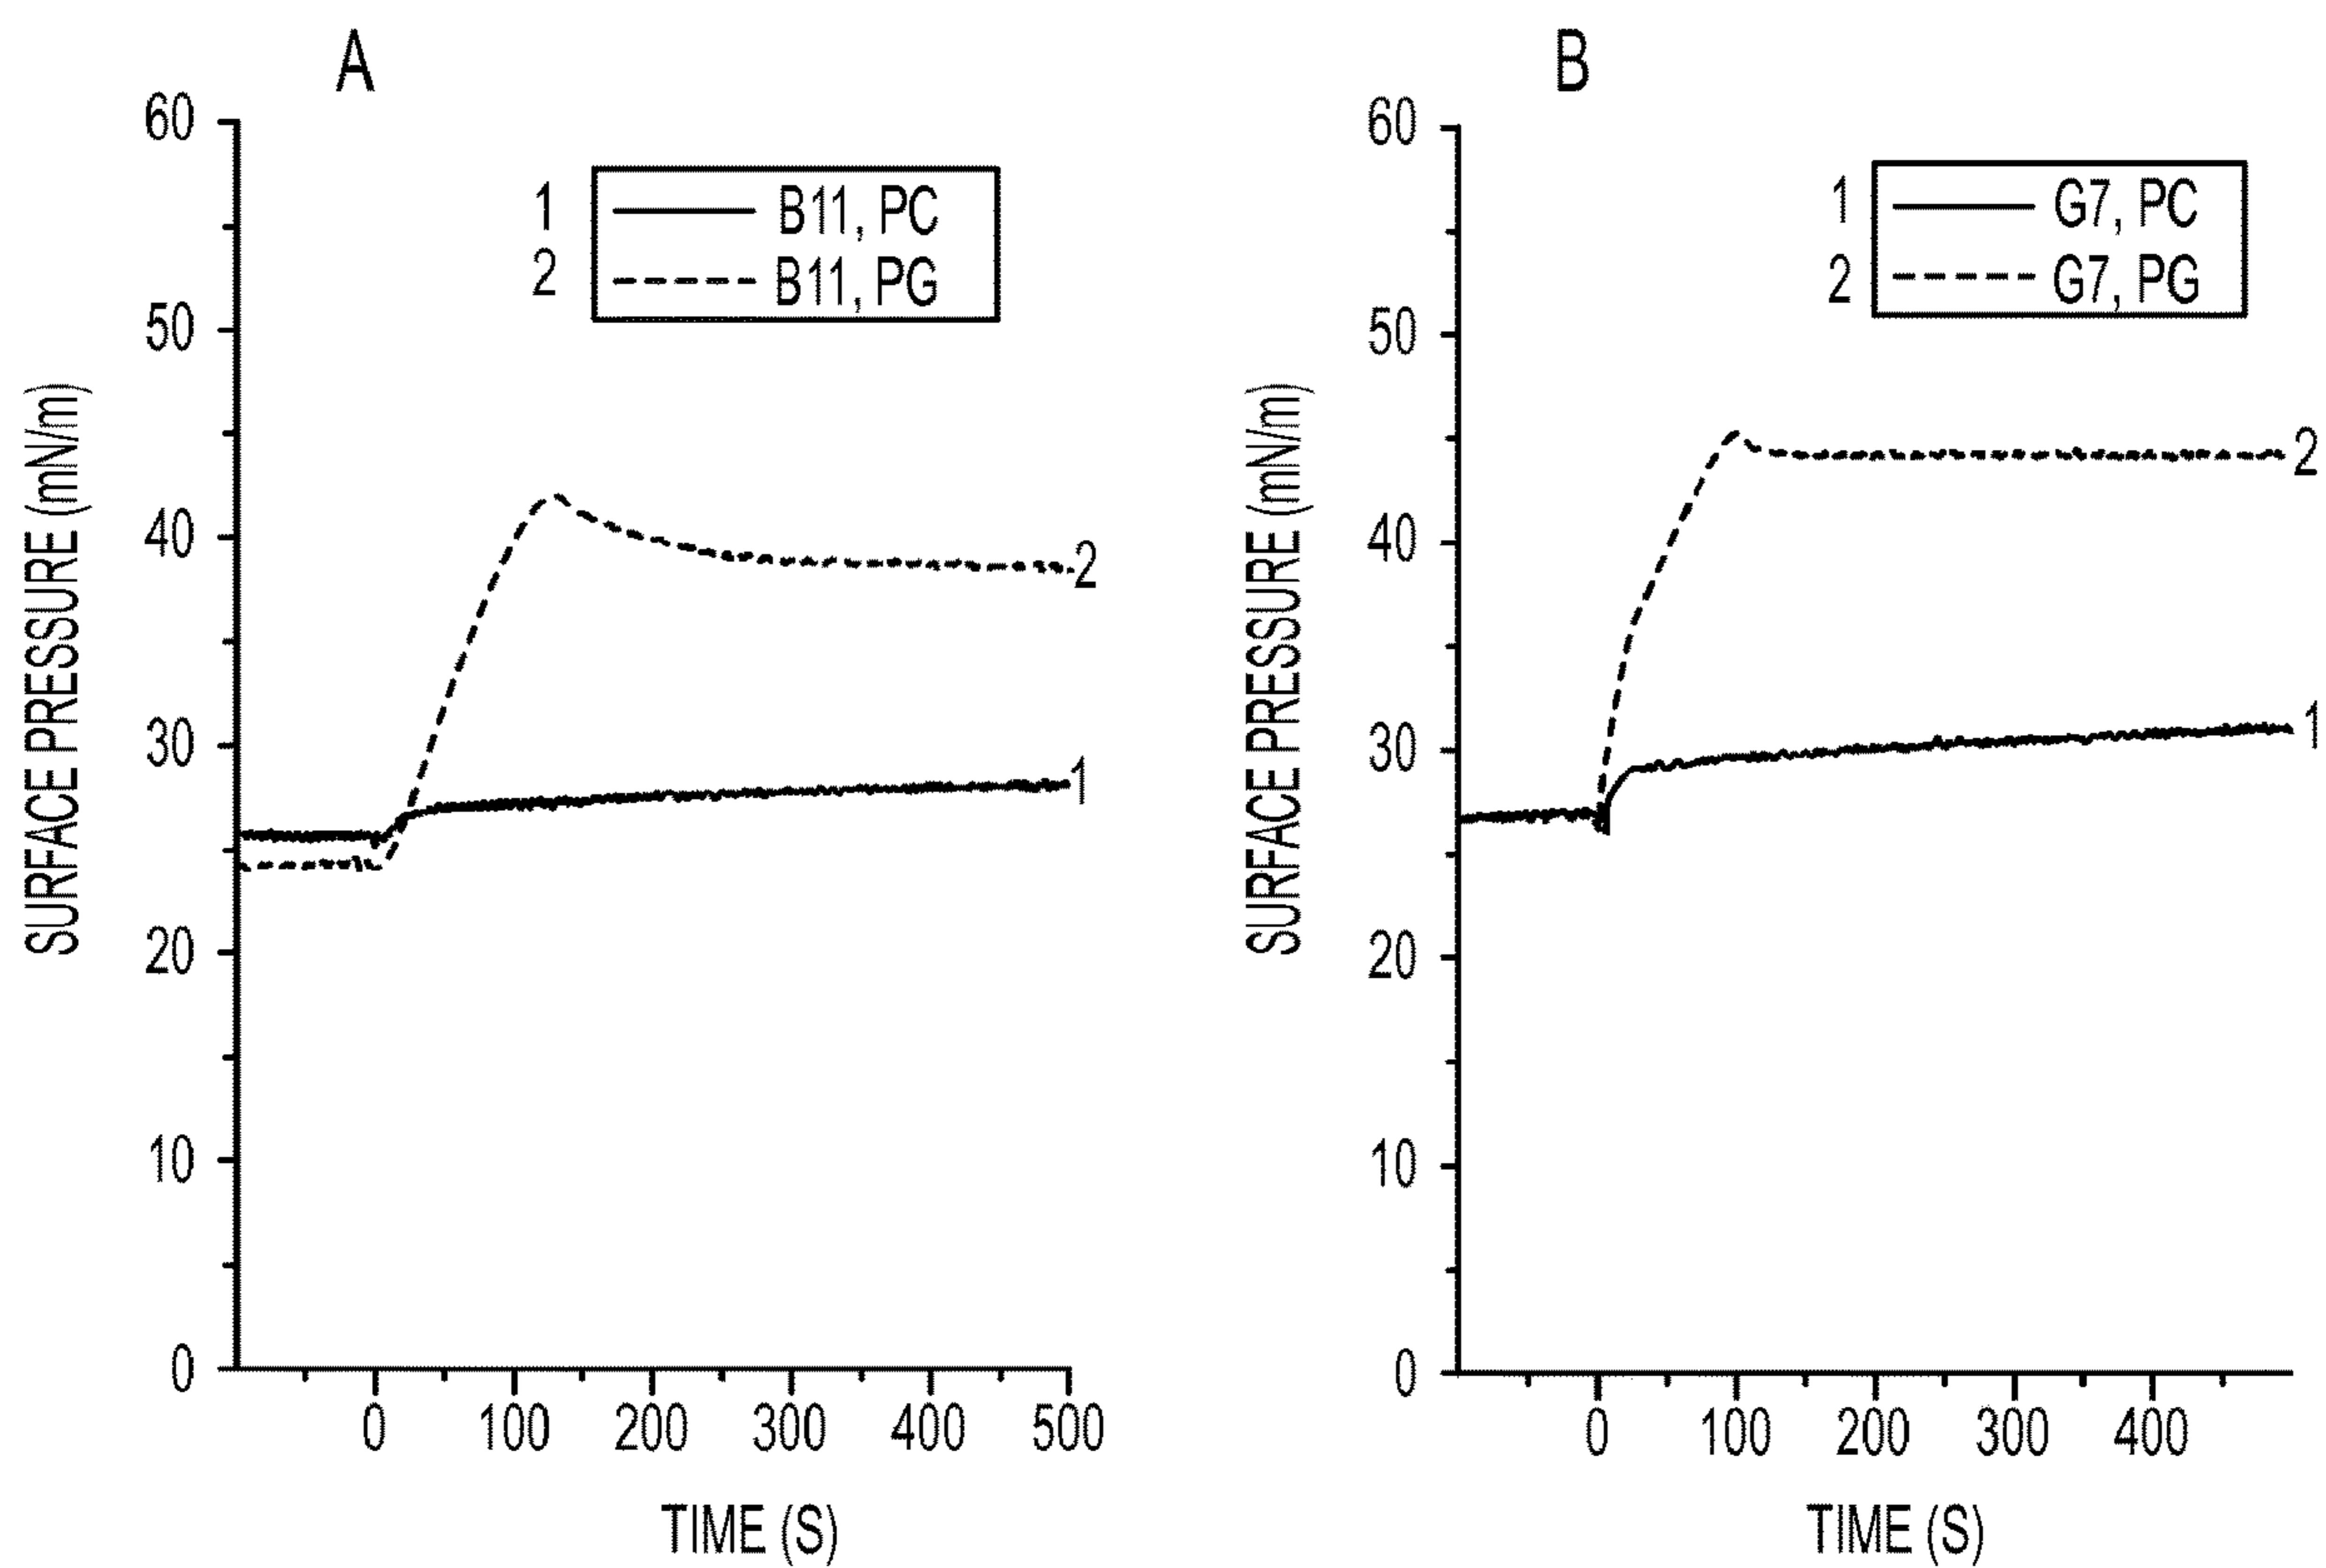 A
60
50
40
30
20
10
0
SURFACE PRESSURE (mN/m)
1 B11, PC
2 B11, PG
2
1
0 100 200 300 400 500
TIME (S)
B
60
50
40
30
20
10
0
SURFACE PRESSURE (mN/m)
1 G7, PC
2 G7, PG
2
1
0 100 200 300 400
TIME (S)